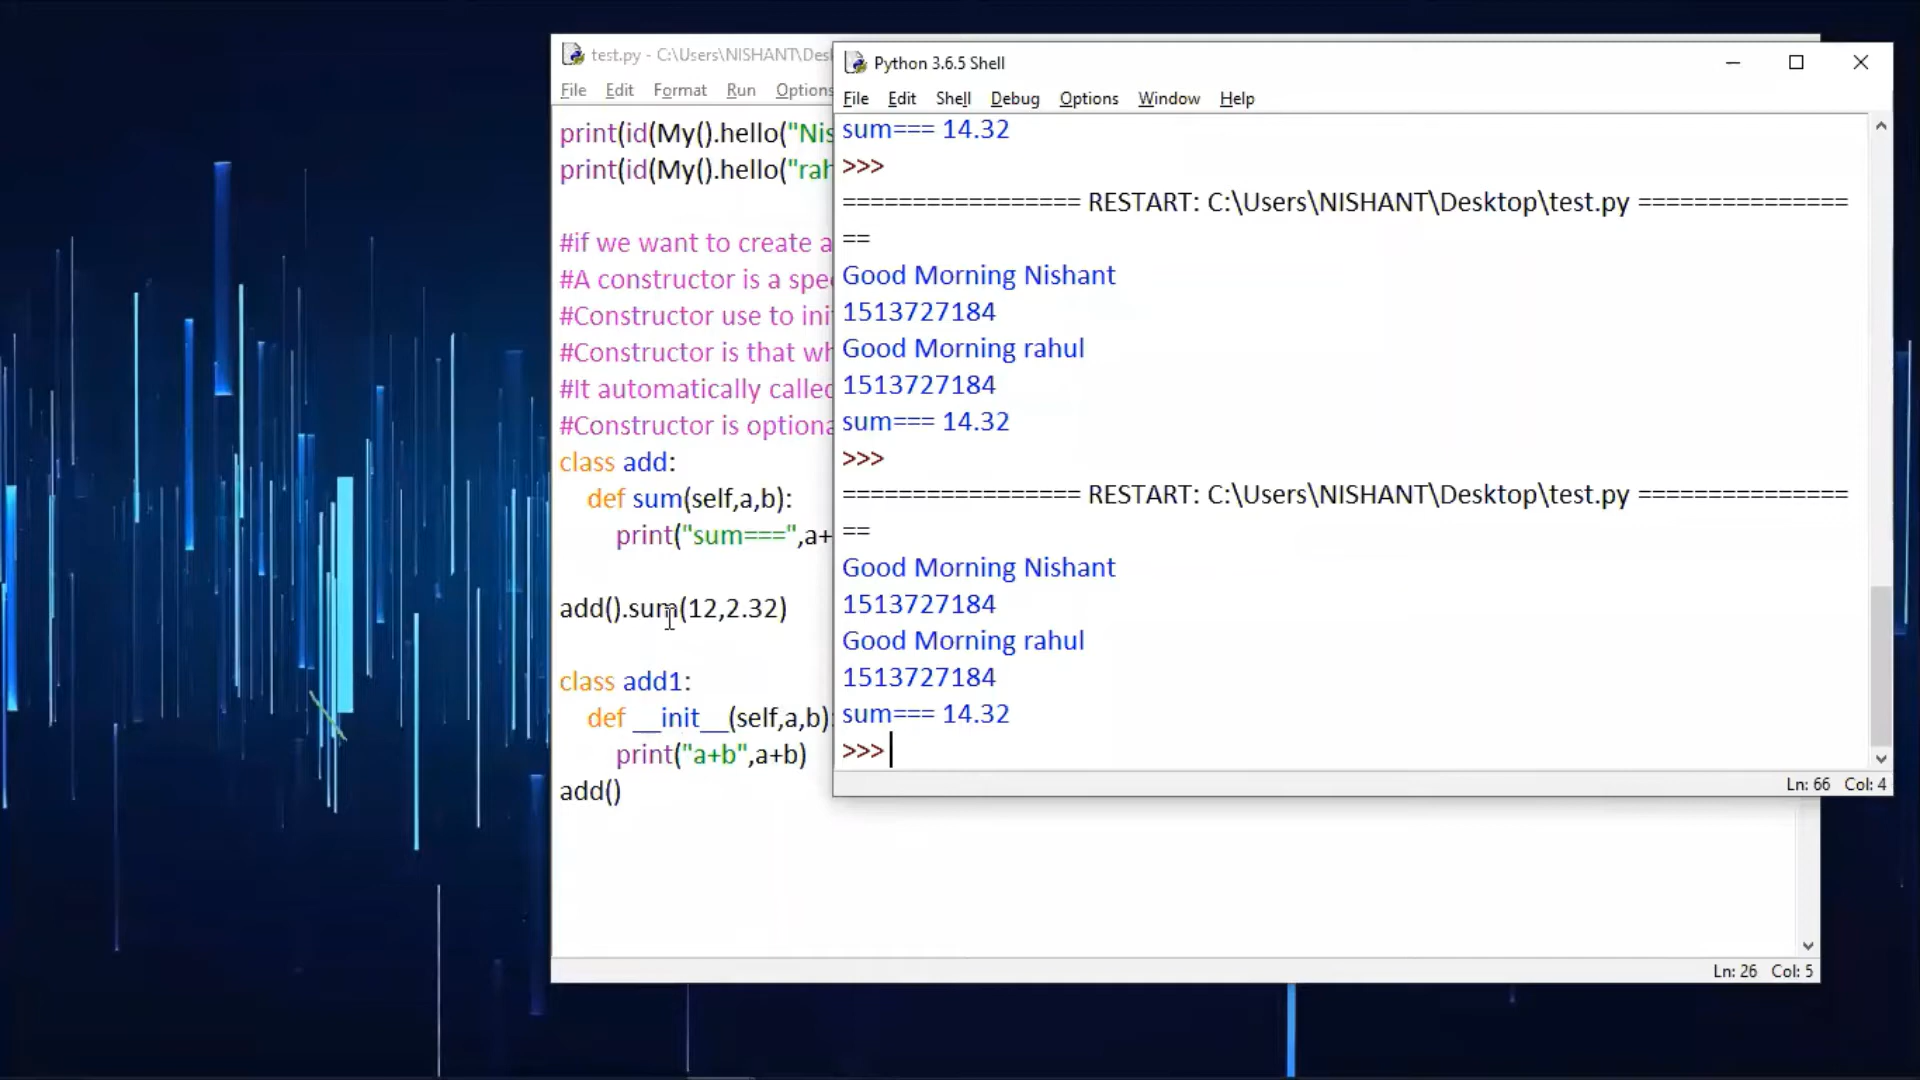 test.py - C:\Users\NISHANT\Des
File Edit Format Run Options
print(id(My().hello("Nis
print(id(My().hello("rah
#if we want to create a
#A constructor is a spe
#Constructor use to ini
#Constructor is that wh
#It automatically called
#Constructor is optiona
class add:
def sum(self,a,b):
print("sum===",a+
add().sum(12,2.32)
class add1:
def __init__(self,a,b):
print("a+b",a+b)
add()
Ln: 26 Col: 5
Python 3.6.5 Shell
File Edit Shell Debug Options Window Help
sum=== 14.32
>>>
================= RESTART: C:\Users\NISHANT\Desktop\test.py ===============
==
Good Morning Nishant
1513727184
Good Morning rahul
1513727184
sum=== 14.32
>>>
================= RESTART: C:\Users\NISHANT\Desktop\test.py ===============
==
Good Morning Nishant
1513727184
Good Morning rahul
1513727184
sum=== 14.32
>>>
Ln: 66 Col: 4